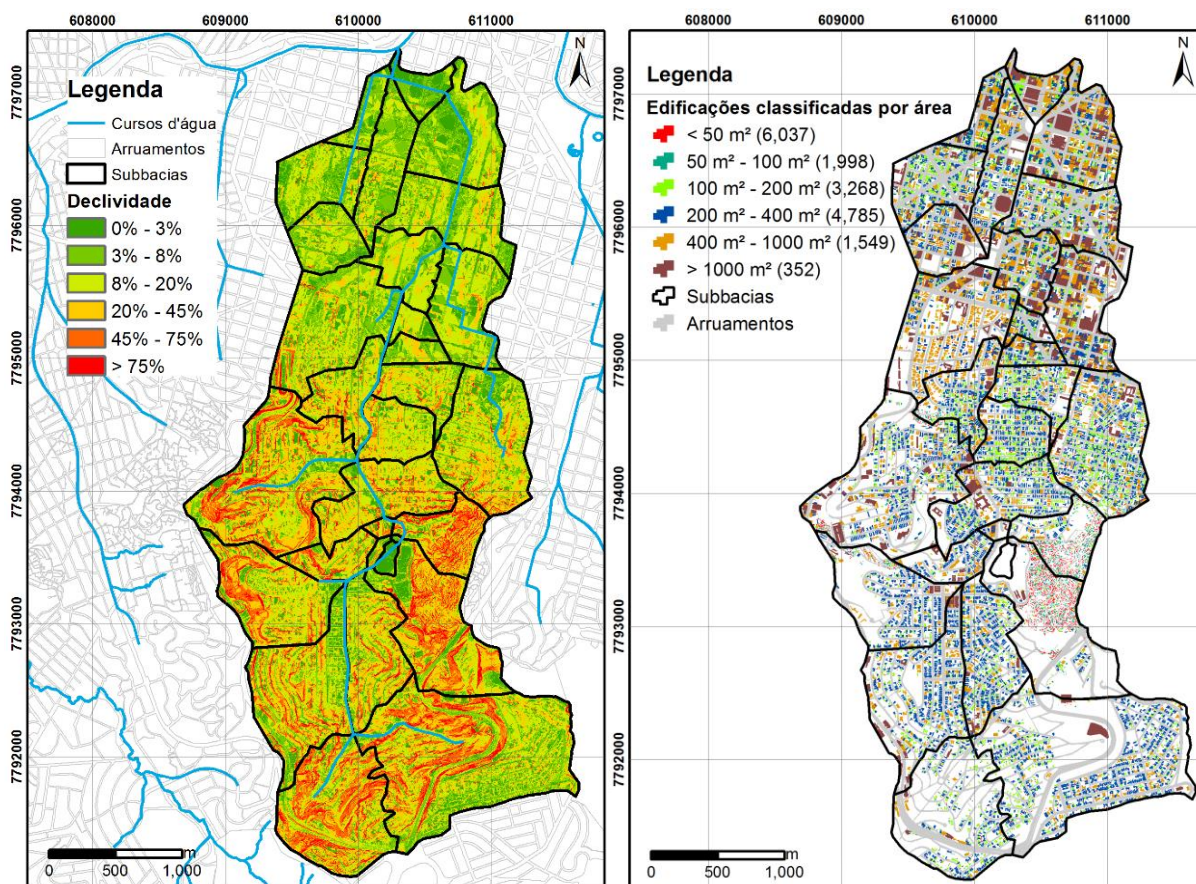 608000 609000 610000 611000
N
7797000
7796000
7795000
7794000
7793000
7792000
Legenda
Cursos d'água
Arruamentos
Subbacias
Declividade
0% - 3%
3% - 8%
8% - 20%
20% - 45%
45% - 75%
> 75%
m
0 500 1,000
608000 609000 610000 611000
N
7797000
7796000
7795000
7794000
7793000
7792000
Legenda
Edificações classificadas por área
< 50 m² (6,037)
50 m² - 100 m² (1,998)
100 m² - 200 m² (3,268)
200 m² - 400 m² (4,785)
400 m² - 1000 m² (1,549)
> 1000 m² (352)
Subbacias
Arruamentos
m
0 500 1,000